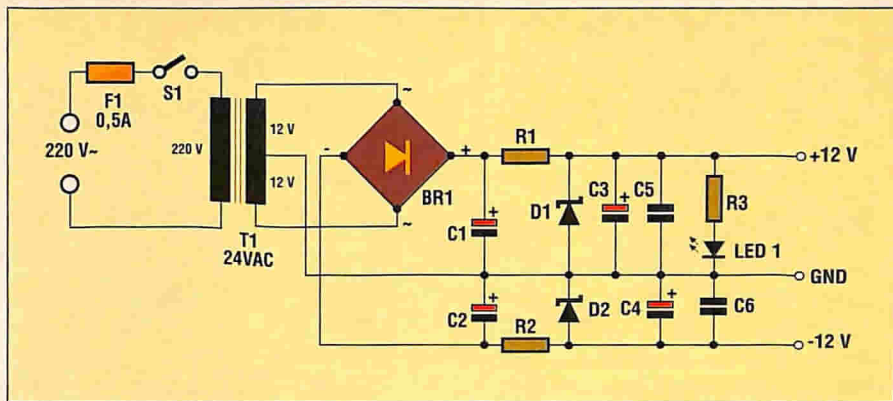 F1
0,5A
S1
220 V~
220 V
12 V
12 V
T1
24VAC
~
-
+
~
BR1
R1
+12 V
+
C1
D1
+
C3
C5
R3
LED 1
GND
+
C2
R2
D2
+
C4
C6
-12 V